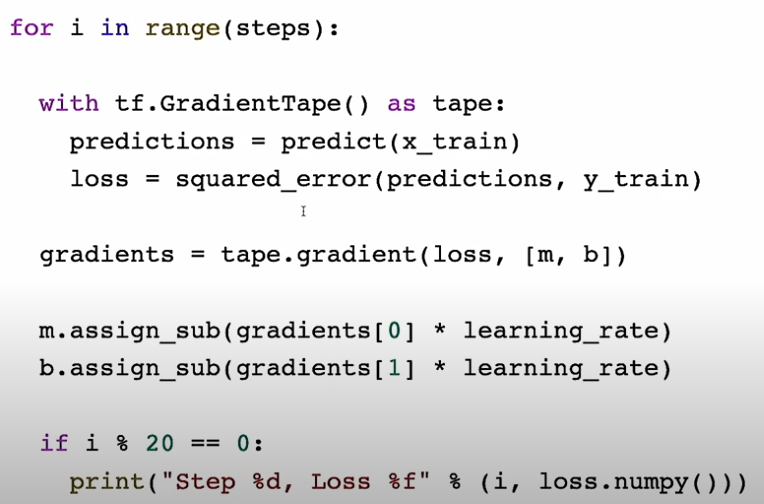 for i in range(steps):
with tf.GradientTape() as tape:
predictions = predict(x_train)
loss = squared_error(predictions, y_train)
gradients = tape.gradient(loss, [m, b])
m.assign_sub(gradients[0] * learning_rate)
b.assign_sub(gradients[1] * learning_rate)
if i % 20 == 0:
print("Step %d, Loss %f" % (i, loss.numpy()))